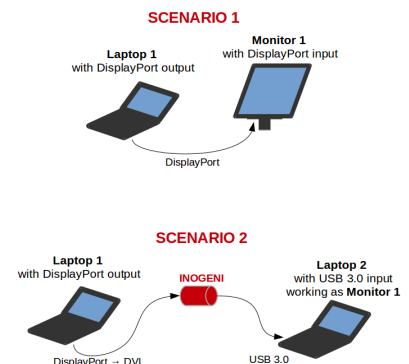 SCENARIO 1
Laptop 1
with DisplayPort output
Monitor 1
with DisplayPort input
DisplayPort
SCENARIO 2
Laptop 1
with DisplayPort output
INOGENI
Laptop 2
with USB 3.0 input
working as Monitor 1
DisplayPort → DVI
USB 3.0